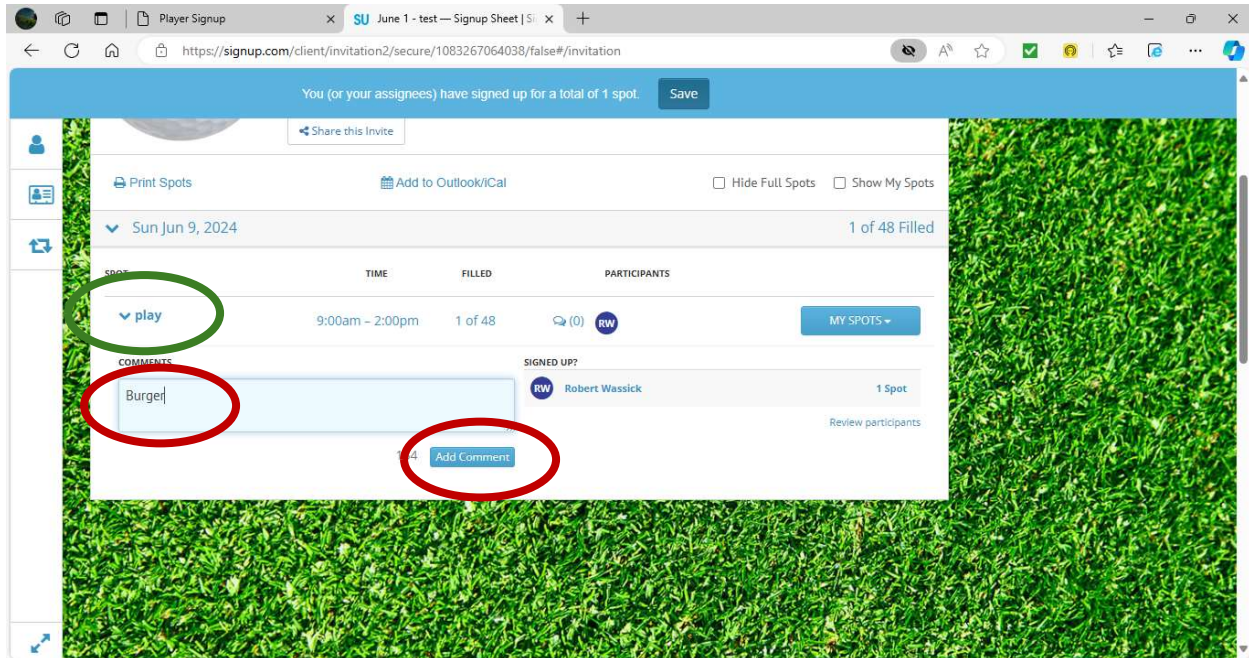 Player Signup
SU June 1 - test — Signup Sheet | Si
https://signup.com/client/invitation2/secure/1083267064038/false#/invitation
You (or your assignees) have signed up for a total of 1 spot. Save
Share this Invite
Print Spots Add to Outlook/iCal Hide Full Spots Show My Spots
Sun Jun 9, 2024 1 of 48 Filled
SPOT TIME FILLED PARTICIPANTS
play 9:00am – 2:00pm 1 of 48 (0) RW MY SPOTS
COMMENTS SIGNED UP?
Burger RW Robert Wassick 1 Spot
Review participants
Add Comment